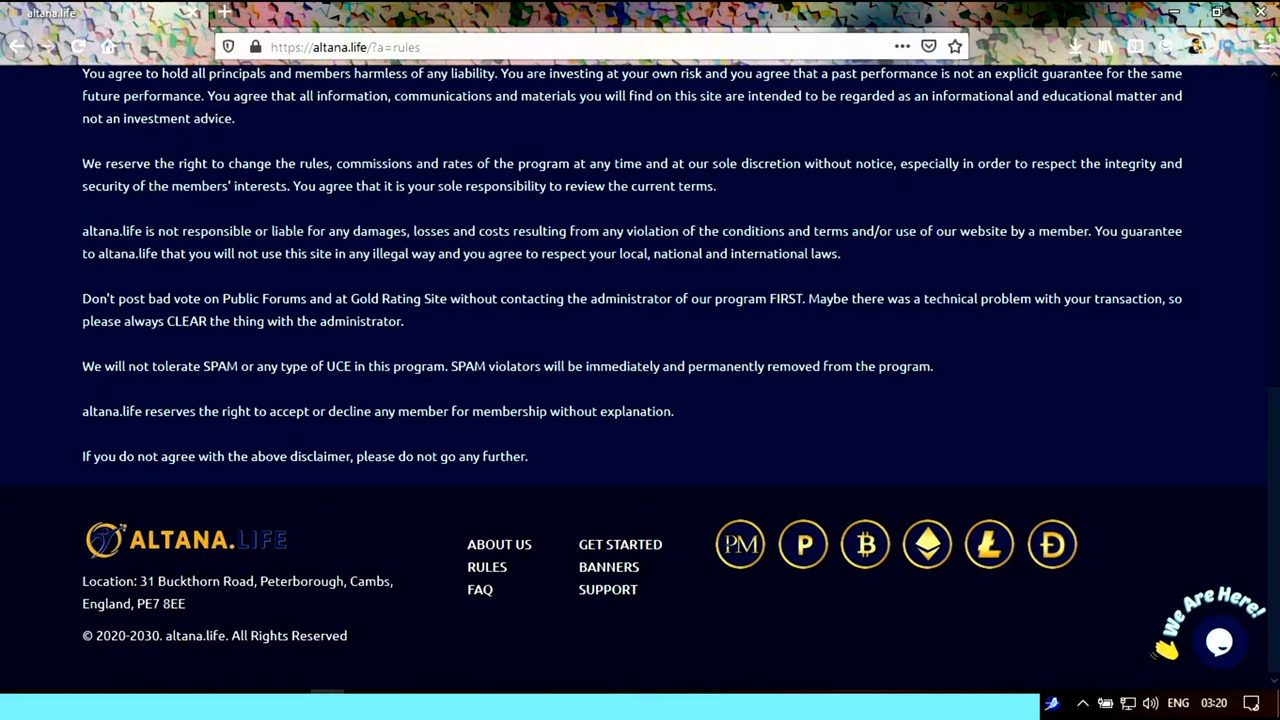 altana.life
https://altana.life/?a=rules
You agree to hold all principals and members harmless of any liability. You are investing at your own risk and you agree that a past performance is not an explicit guarantee for the same
future performance. You agree that all information, communications and materials you will find on this site are intended to be regarded as an informational and educational matter and
not an investment advice.
We reserve the right to change the rules, commissions and rates of the program at any time and at our sole discretion without notice, especially in order to respect the integrity and
security of the members' interests. You agree that it is your sole responsibility to review the current terms.
altana.life is not responsible or liable for any damages, losses and costs resulting from any violation of the conditions and terms and/or use of our website by a member. You guarantee
to altana.life that you will not use this site in any illegal way and you agree to respect your local, national and international laws.
Don't post bad vote on Public Forums and at Gold Rating Site without contacting the administrator of our program FIRST. Maybe there was a technical problem with your transaction, so
please always CLEAR the thing with the administrator.
We will not tolerate SPAM or any type of UCE in this program. SPAM violators will be immediately and permanently removed from the program.
altana.life reserves the right to accept or decline any member for membership without explanation.
If you do not agree with the above disclaimer, please do not go any further.
ALTANA.LIFE
Location: 31 Buckthorn Road, Peterborough, Cambs,
England, PE7 8EE
© 2020-2030. altana.life. All Rights Reserved
ABOUT US
RULES
FAQ
GET STARTED
BANNERS
SUPPORT
PM P
We Are Here!
ENG 03:20